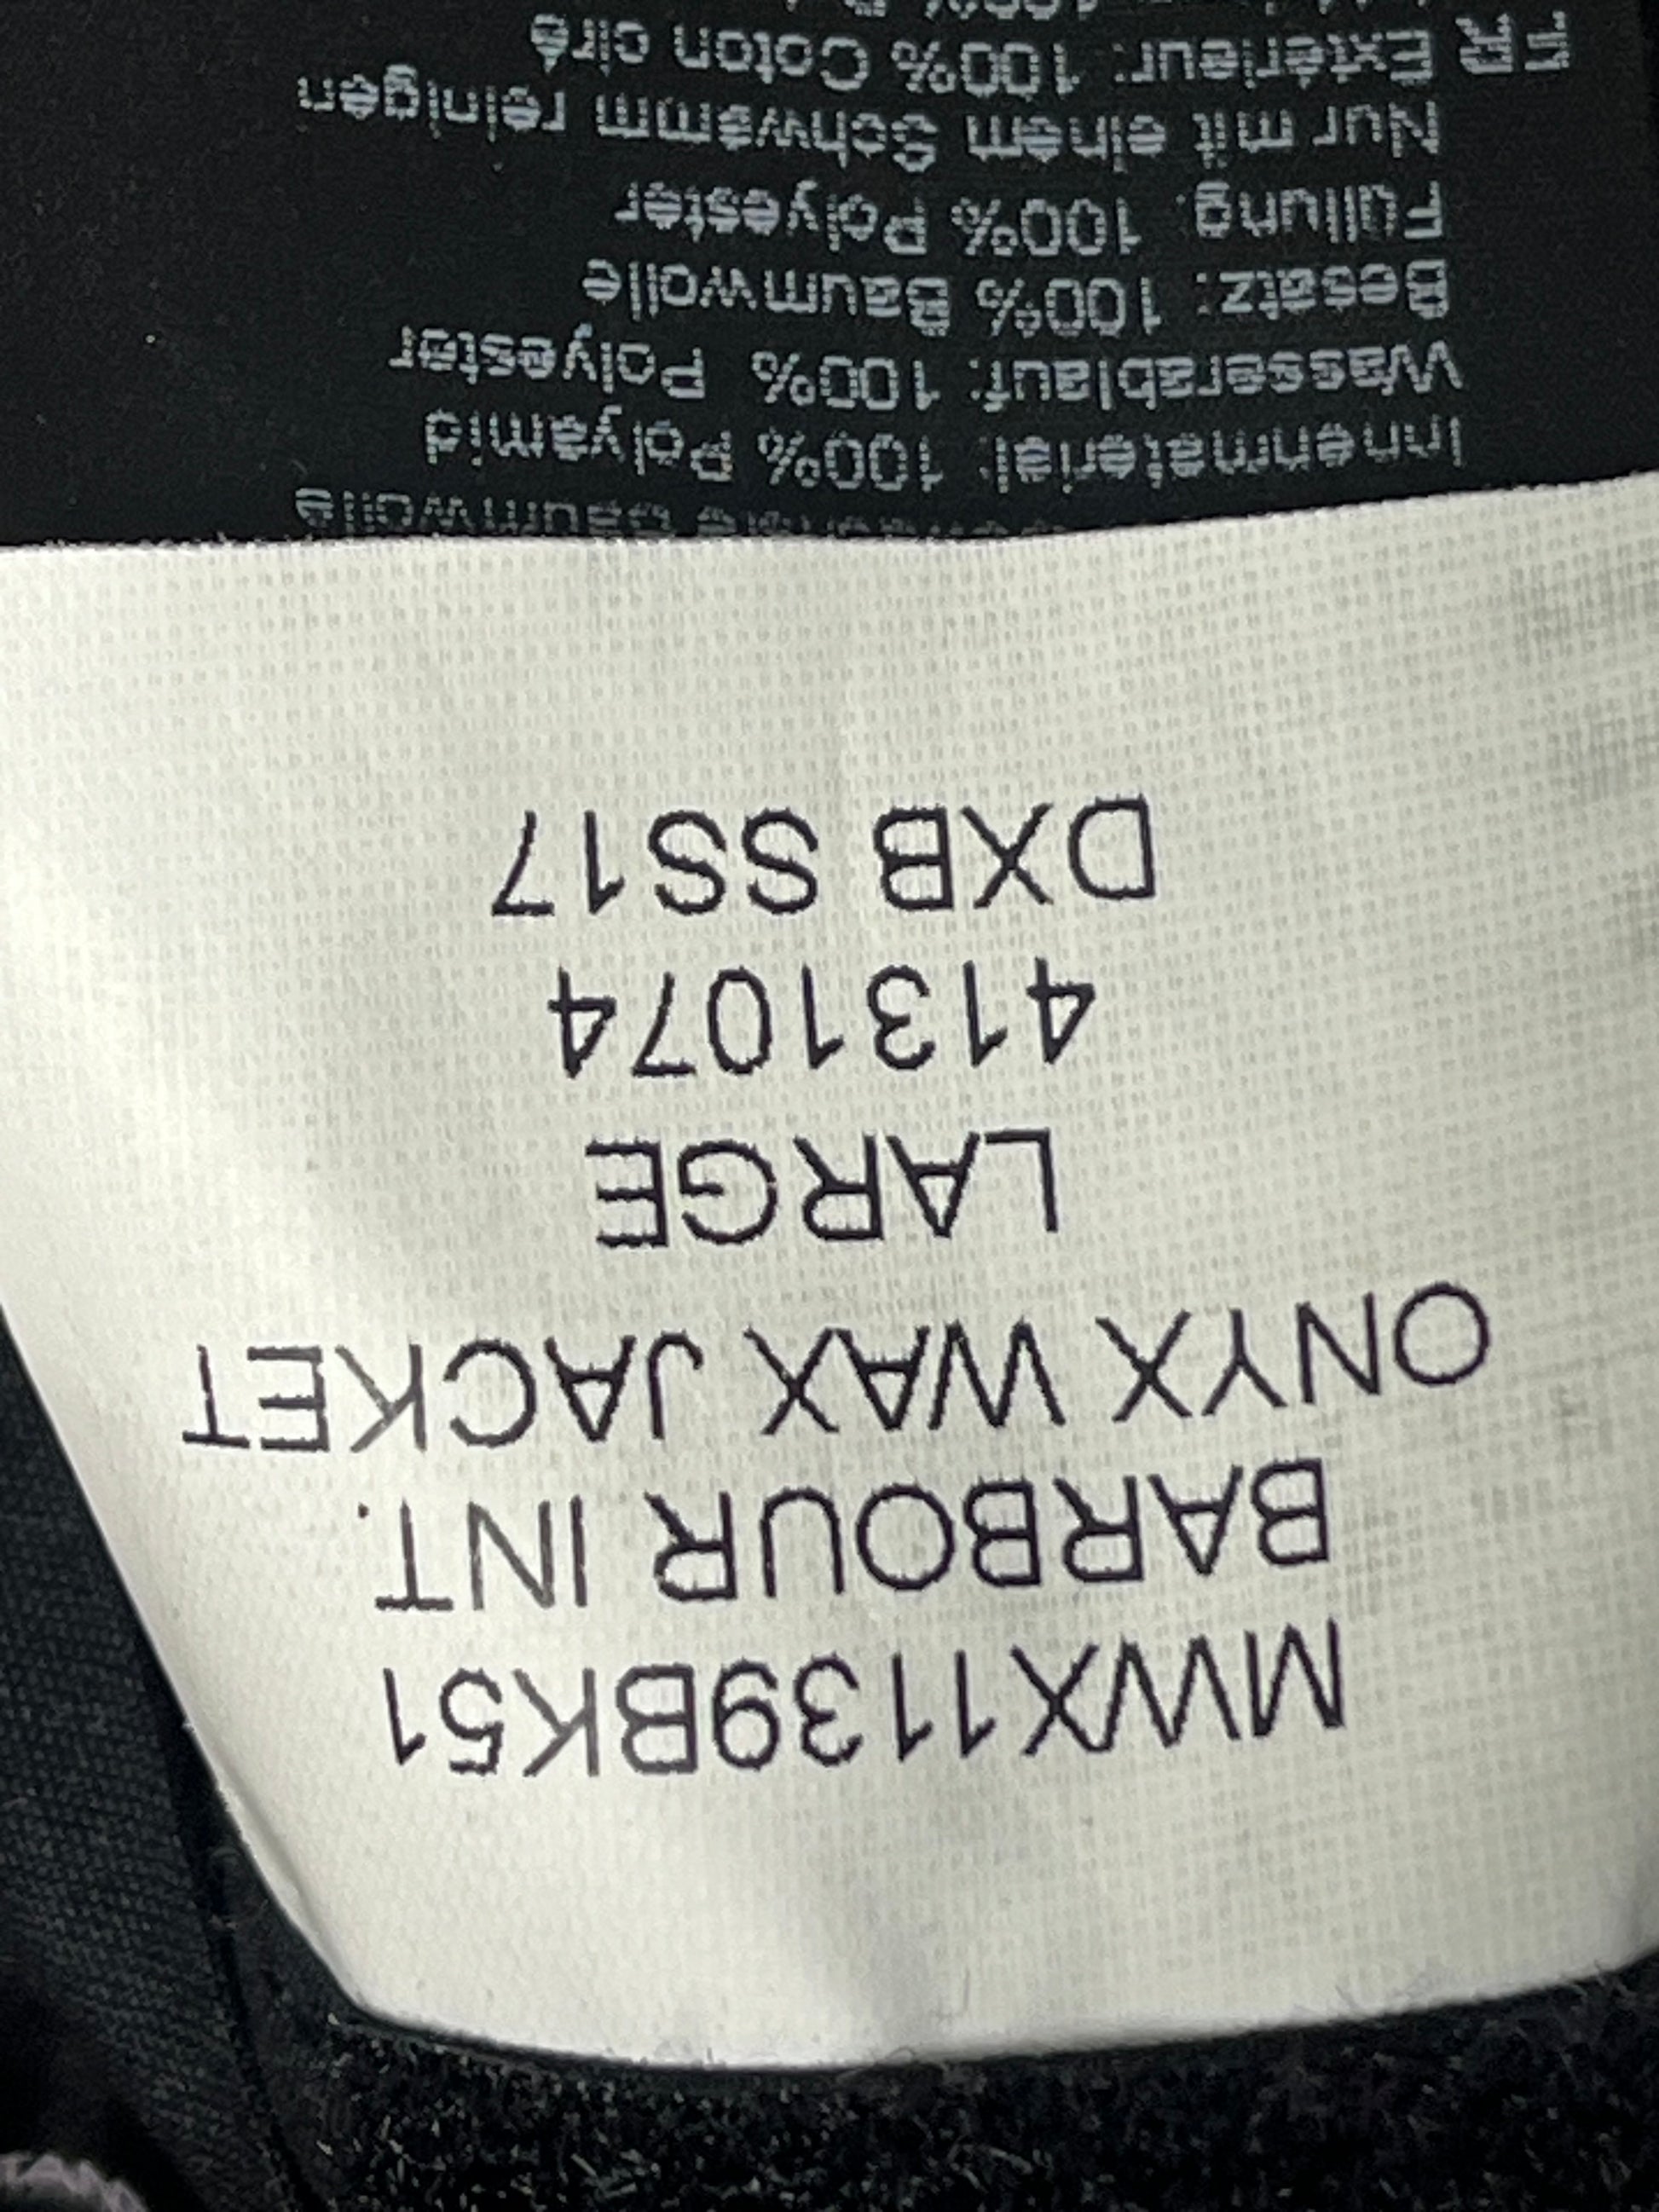 MWX1139BK51
BARBOUR INT.
ONYX WAX JACKET
LARGE
4131074
DXB SS17
Baumwolle
Innenmaterial: 100% Polyamid
Wasserablauf: 100% Polyester
Besatz: 100% Baumwolle
Füllung: 100% Polyester
Nur mit einem Schwamm reinigen
FR Extérieur: 100% Coton ciré